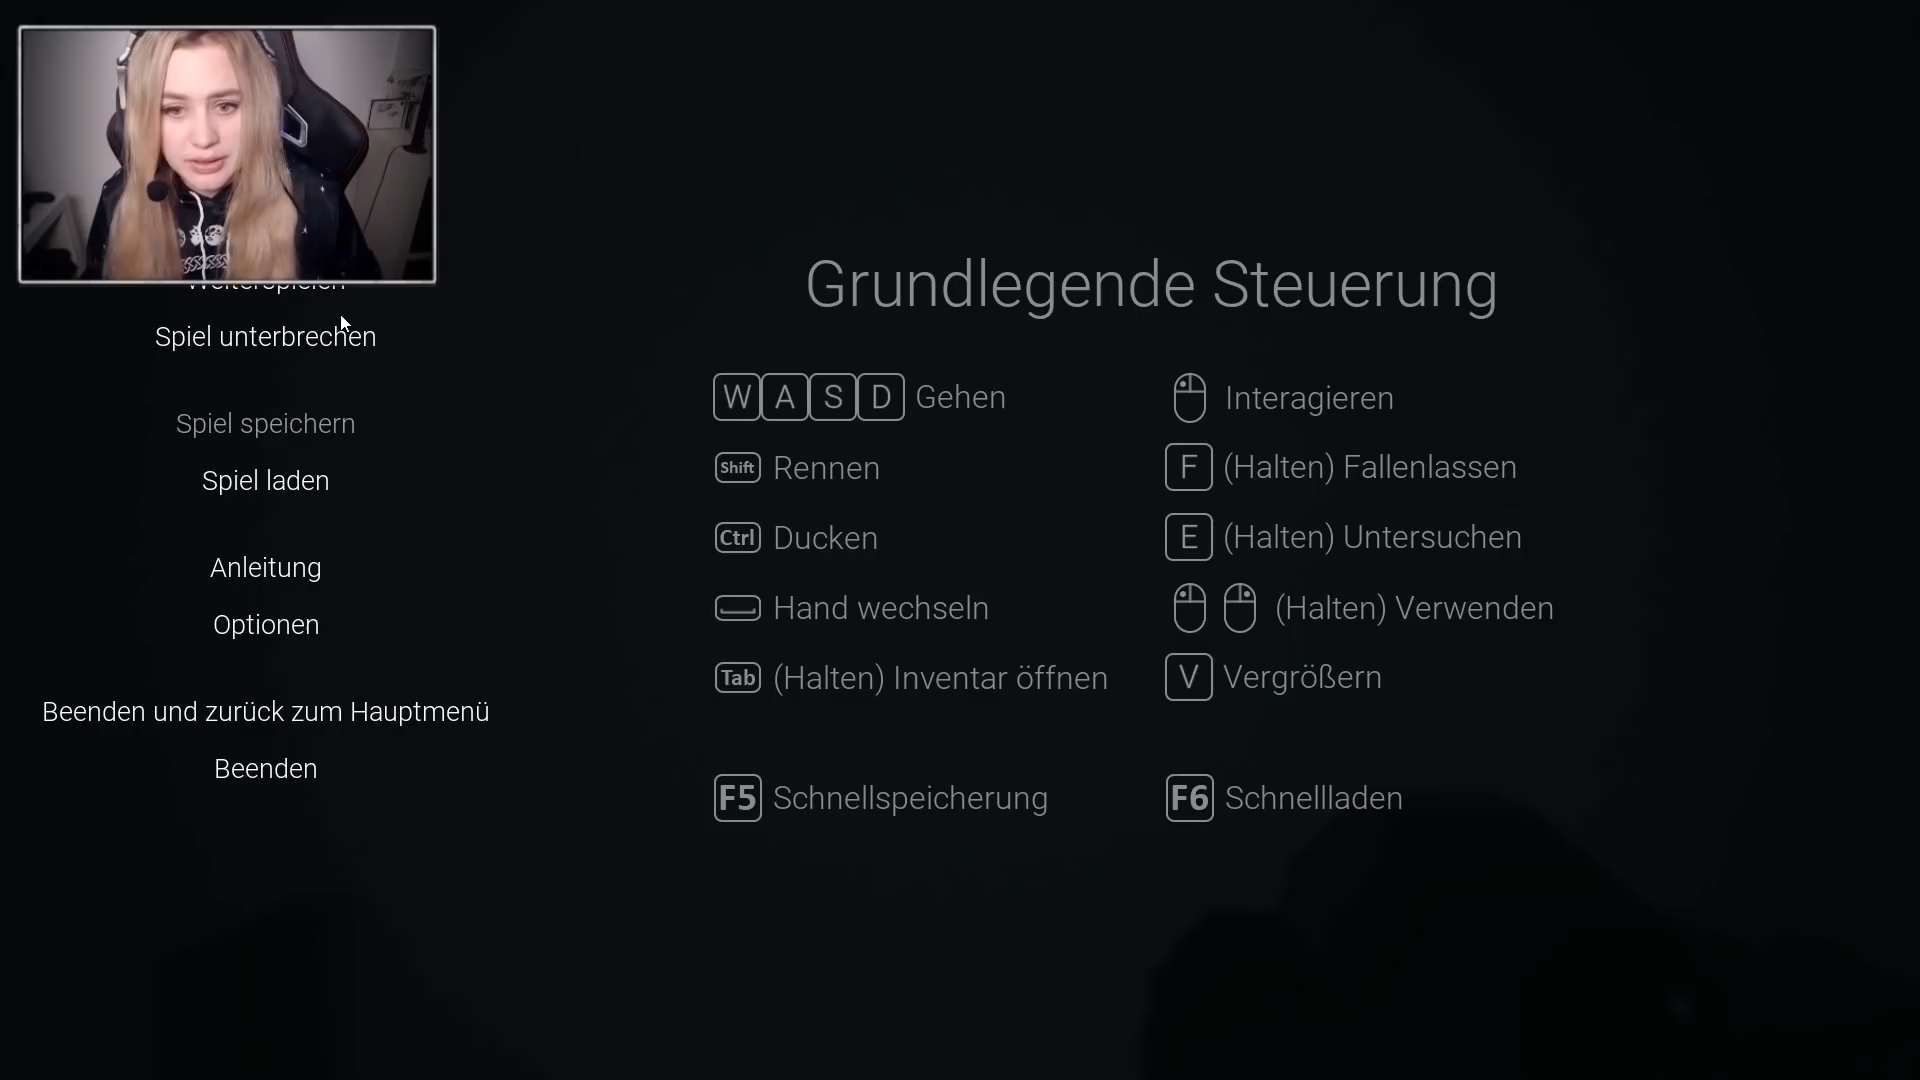 Weiterspielen
Spiel unterbrechen
Spiel speichern
Spiel laden
Anleitung
Optionen
Beenden und zurück zum Hauptmenü
Beenden
Grundlegende Steuerung
W A S D Gehen
Shift Rennen
Ctrl Ducken
Hand wechseln
Tab (Halten) Inventar öffnen
F5 Schnellspeicherung
Interagieren
F (Halten) Fallenlassen
E (Halten) Untersuchen
(Halten) Verwenden
V Vergrößern
F6 Schnellladen